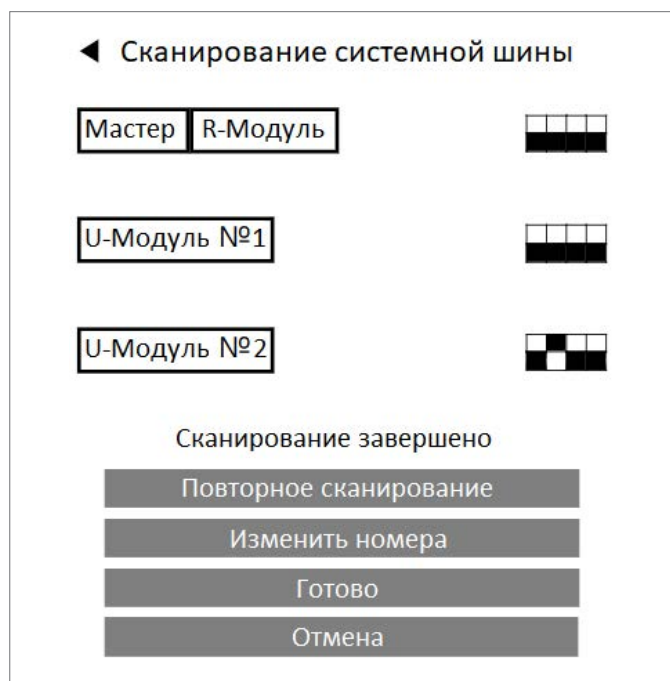 Сканирование системной шины
Мастер R-Модуль
U-Модуль №1
U-Модуль №2
Сканирование завершено
Повторное сканирование
Изменить номера
Готово
Отмена